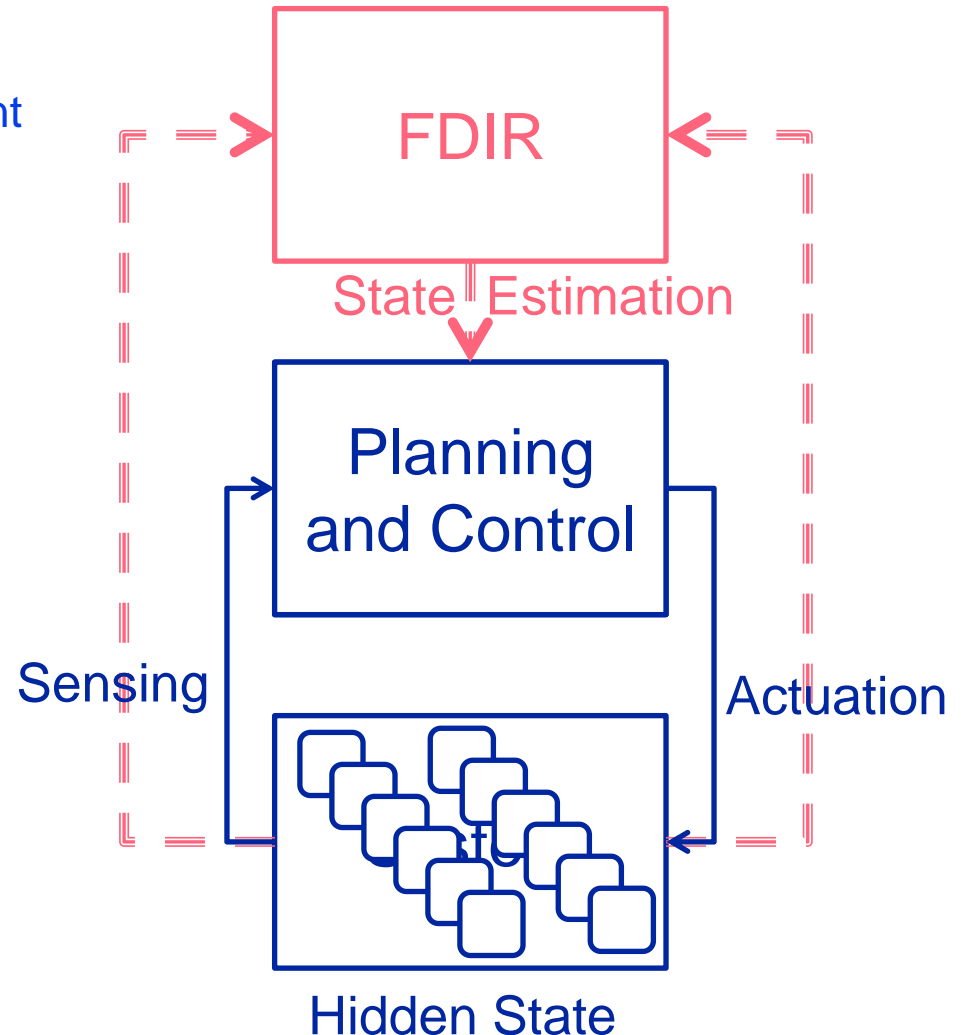 FDIR
State Estimation
Planning
and Control
Sensing
Actuation
Hidden State